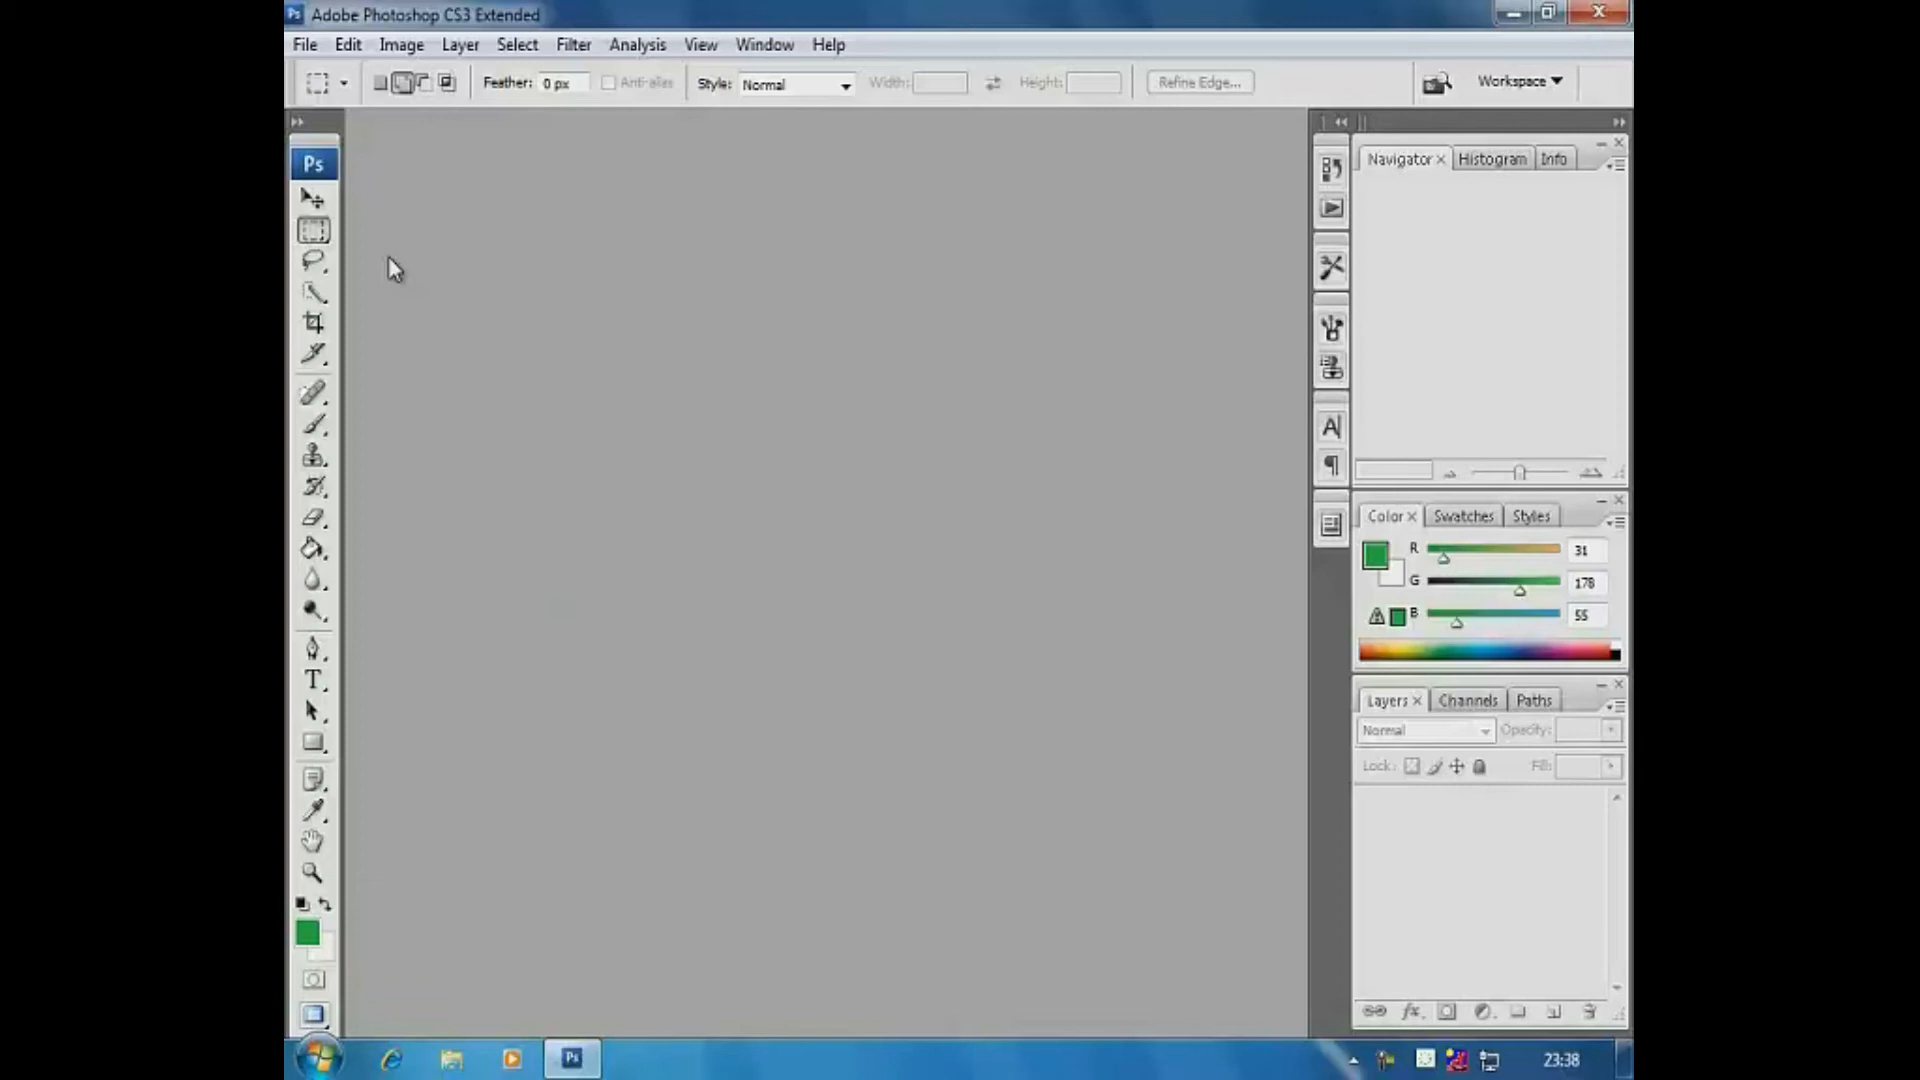 Adobe Photoshop CS3 Extended
File Edit Image Layer Select Filter Analysis View Window Help
Feather: 0 px Anti-alias Style: Normal Width: Height: Refine Edge... Workspace
Ps
Navigator Histogram Info
Color Swatches Styles
R 31
G 178
B 55
Layers Channels Paths
Normal Opacity:
Lock: Fill:
T
A
fx
Ps
23:38